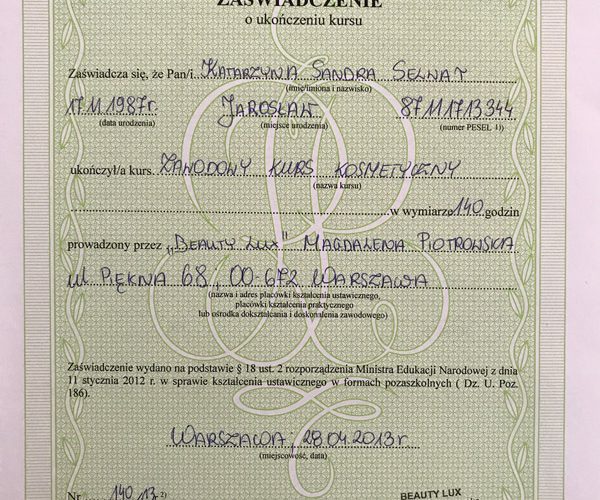 ZAŚWIADCZENIE
o ukończeniu kursu
Zaświadcza się, że Pan/i. KATARZYNA SANDRA SELWAT
(imię/imiona i nazwisko)
17.11.1987r. JAROSŁAW 87111713344
(data urodzenia) (miejsce urodzenia) (numer PESEL 1))
ukończył/a kurs. ZAWODOWY KURS KOSMETYCZNY
(nazwa kursu)
w wymiarze 140 godzin
prowadzony przez „BEAUTY LUX" MAGDALENA PIOTROWSKA
ul PIĘKNA 68, 00-672 WARSZAWA
(nazwa i adres placówki kształcenia ustawicznego,
placówki kształcenia praktycznego
lub ośrodka dokształcania i doskonalenia zawodowego)
Zaświadczenie wydano na podstawie § 18 ust. 2 rozporządzenia Ministra Edukacji Narodowej z dnia
11 stycznia 2012 r. w sprawie kształcenia ustawicznego w formach pozaszkolnych ( Dz. U. Poz.
186).
WARSZAWA, 28.04.2013r.
(miejscowość, data)
Nr 140.13 2)
BEAUTY LUX